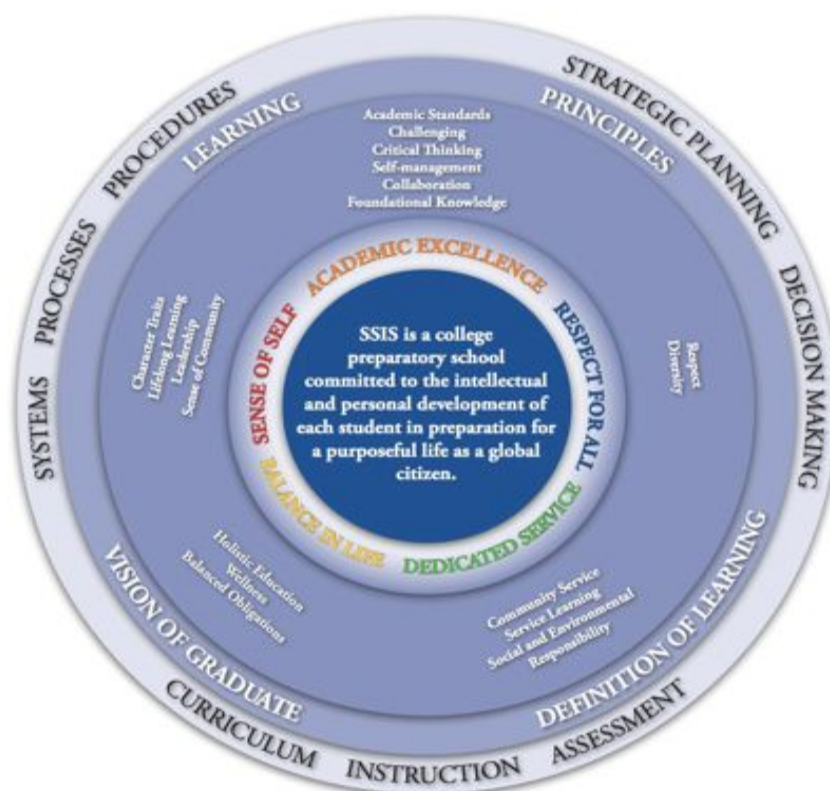 SYSTEMS PROCESSES PROCEDURES
STRATEGIC PLANNING DECISION MAKING
LEARNING
PRINCIPLES
Academic Standards
Challenging
Critical Thinking
Self-management
Collaboration
Foundational Knowledge
ACADEMIC EXCELLENCE
RESPECT FOR ALL
DEDICATED SERVICE
BALANCE IN LIFE
SENSE OF SELF
SSIS is a college
preparatory school
committed to the intellectual
and personal development of
each student in preparation for
a purposeful life as a global
citizen.
Character Traits
Lifelong Learning
Leadership
Sense of Community
Respect
Diversity
Holistic Education
Wellness
Balanced Obligations
Community Service
Service Learning
Social and Environmental
Responsibility
VISION OF GRADUATE
DEFINITION OF LEARNING
CURRICULUM INSTRUCTION ASSESSMENT